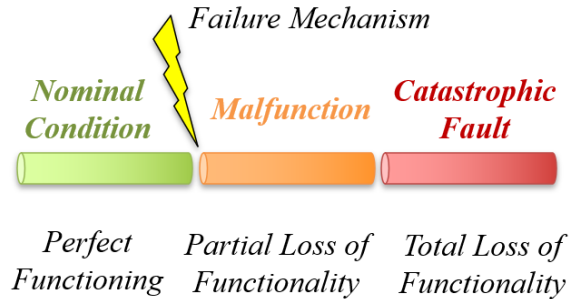 Failure Mechanism
Nominal
Condition
Malfunction
Catastrophic
Fault
Perfect
Functioning
Partial Loss of
Functionality
Total Loss of
Functionality